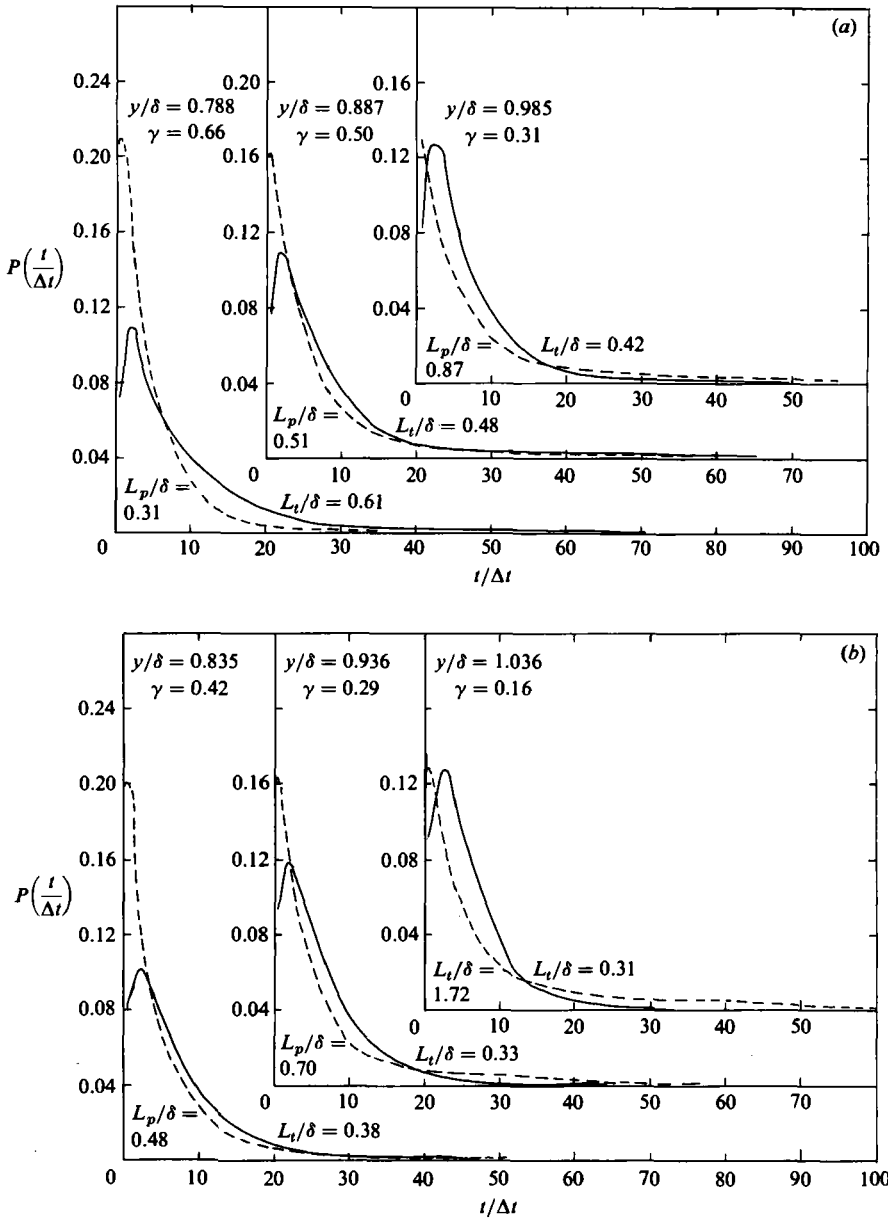 (a)
0.24
0.20
0.16
0.12
0.08
0.04
0
y/δ = 0.788
γ = 0.66
P(t/Δt)
L_p/δ =
0.31
L_t/δ = 0.61
0.20
0.16
0.12
0.08
0.04
0
y/δ = 0.887
γ = 0.50
L_p/δ =
0.51
L_t/δ = 0.48
0.16
0.12
0.08
0.04
0
y/δ = 0.985
γ = 0.31
L_p/δ =
0.87
L_t/δ = 0.42
10 20 30 40 50
10 20 30 40 50 60 70
10 20 30 40 50 60 70 80 90 100
t/Δt
(b)
0.24
0.20
0.16
0.12
0.08
0.04
0
y/δ = 0.835
γ = 0.42
P(t/Δt)
L_p/δ =
0.48
L_t/δ = 0.38
0.16
0.12
0.08
0.04
0
y/δ = 0.936
γ = 0.29
L_p/δ =
0.70
L_t/δ = 0.33
0.12
0.08
0.04
0
y/δ = 1.036
γ = 0.16
L_t/δ =
1.72
L_t/δ = 0.31
10 20 30 40 50
10 20 30 40 50 60 70
10 20 30 40 50 60 70 80 90 100
t/Δt